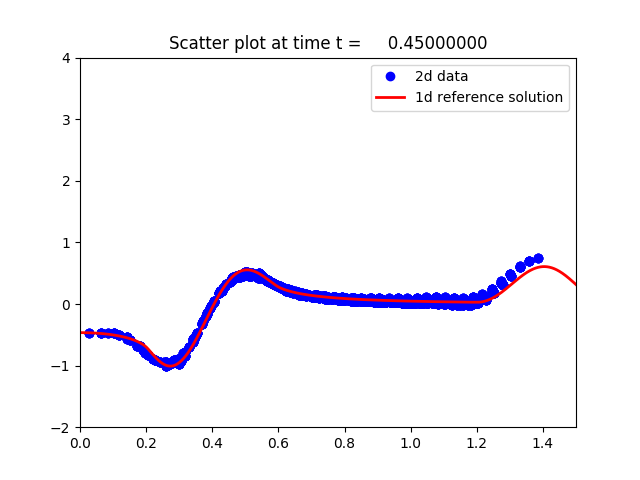 Scatter plot at time t =     0.45000000
4
2d data
1d reference solution
3
2
1
0
−1
−2
0.0 0.2 0.4 0.6 0.8 1.0 1.2 1.4